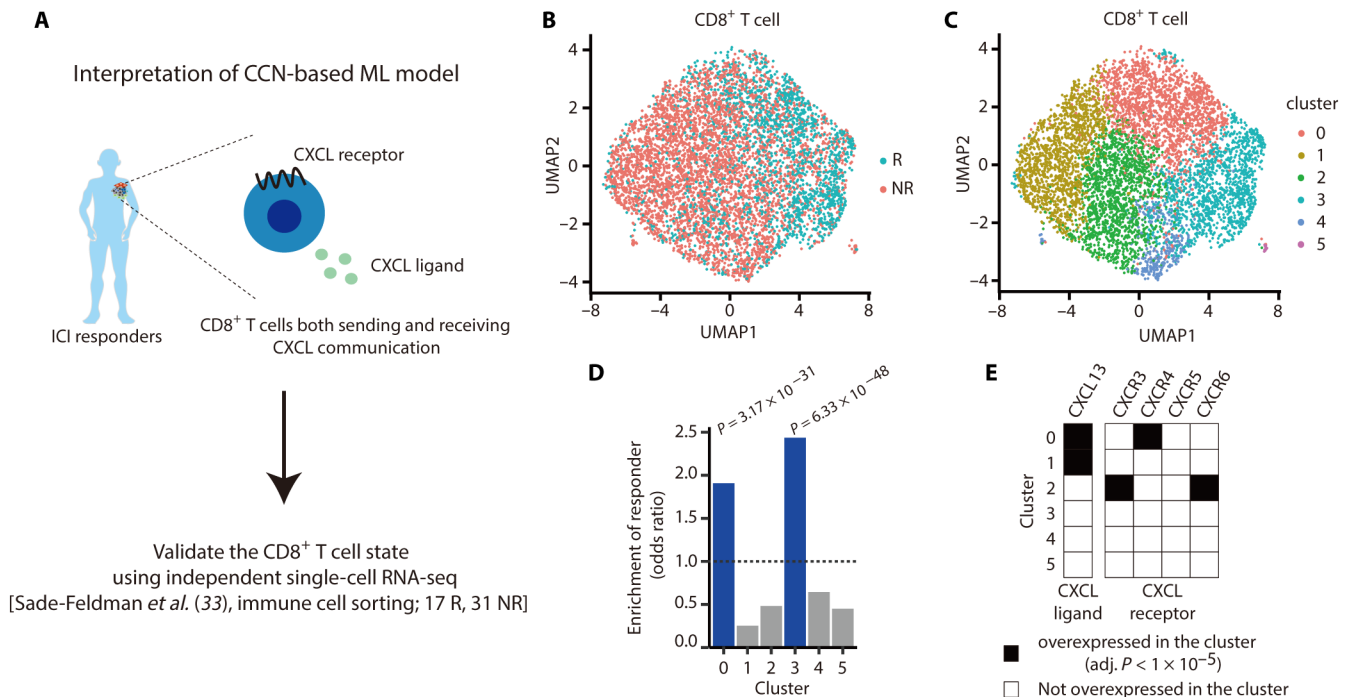 A
Interpretation of CCN-based ML model
CXCL receptor
CXCL ligand
ICI responders
CD8⁺ T cells both sending and receiving
CXCL communication
Validate the CD8⁺ T cell state
using independent single-cell RNA-seq
[Sade-Feldman et al. (33), immune cell sorting; 17 R, 31 NR]
B
CD8⁺ T cell
UMAP2
4
2
0
−2
−4
−8
−4
0
4
8
UMAP1
R
NR
C
CD8⁺ T cell
UMAP2
4
2
0
−2
−4
−8
−4
0
4
8
UMAP1
cluster
0
1
2
3
4
5
D
P = 3.17 × 10⁻³¹
P = 6.33 × 10⁻⁴⁸
Enrichment of responder
(odds ratio)
2.5
2.0
1.5
1.0
0.5
0.0
0 1 2 3 4 5
Cluster
E
CXCL13
CXCR3
CXCR4
CXCR5
CXCR6
Cluster
0
1
2
3
4
5
CXCL
ligand
CXCL
receptor
overexpressed in the cluster
(adj. P < 1 × 10⁻⁵)
Not overexpressed in the cluster